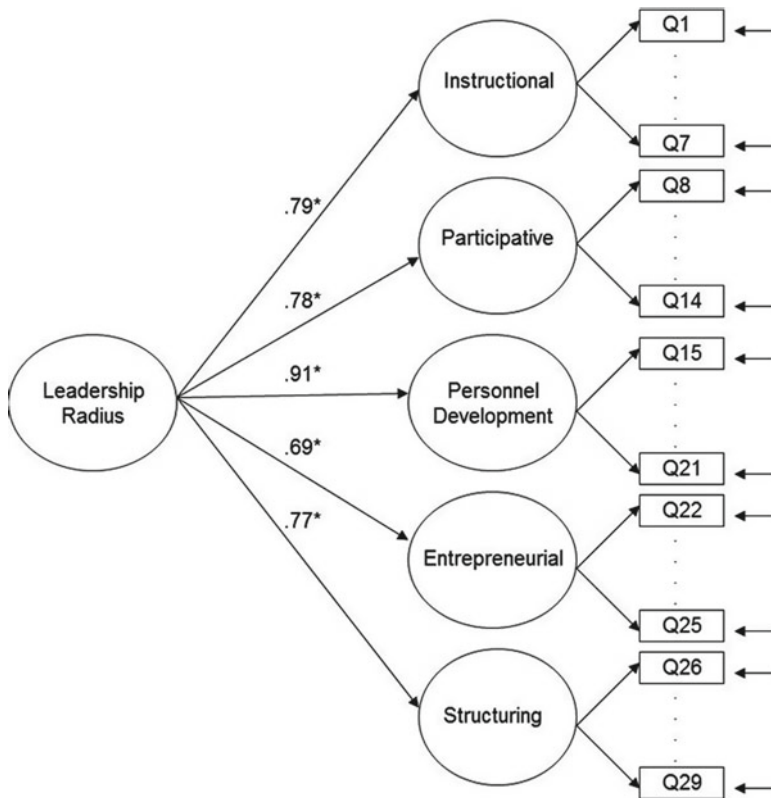 Q1
Instructional
Q7
Q8
.79*
Participative
.78*
Q14
Q15
Leadership
Radius
.91*
Personnel
Development
.69*
Q21
Q22
.77*
Entrepreneurial
Q25
Q26
Structuring
Q29